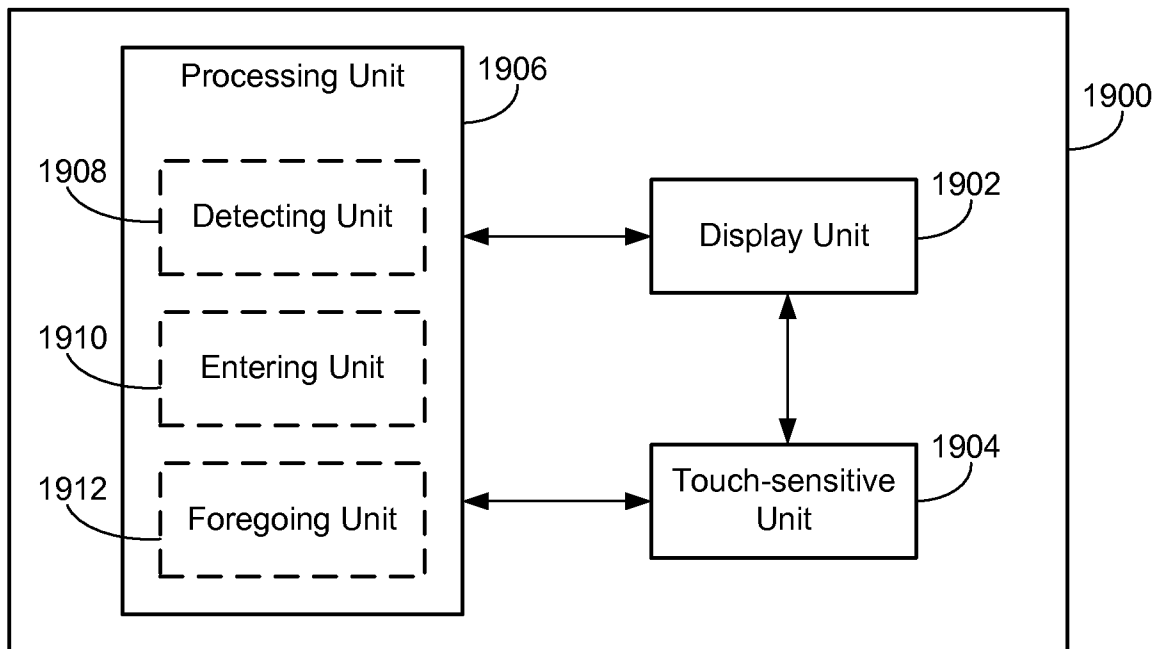 Processing Unit
1906
1900
1908
Detecting Unit
1902
Display Unit
1910
Entering Unit
1904
Touch-sensitive
Unit
1912
Foregoing Unit